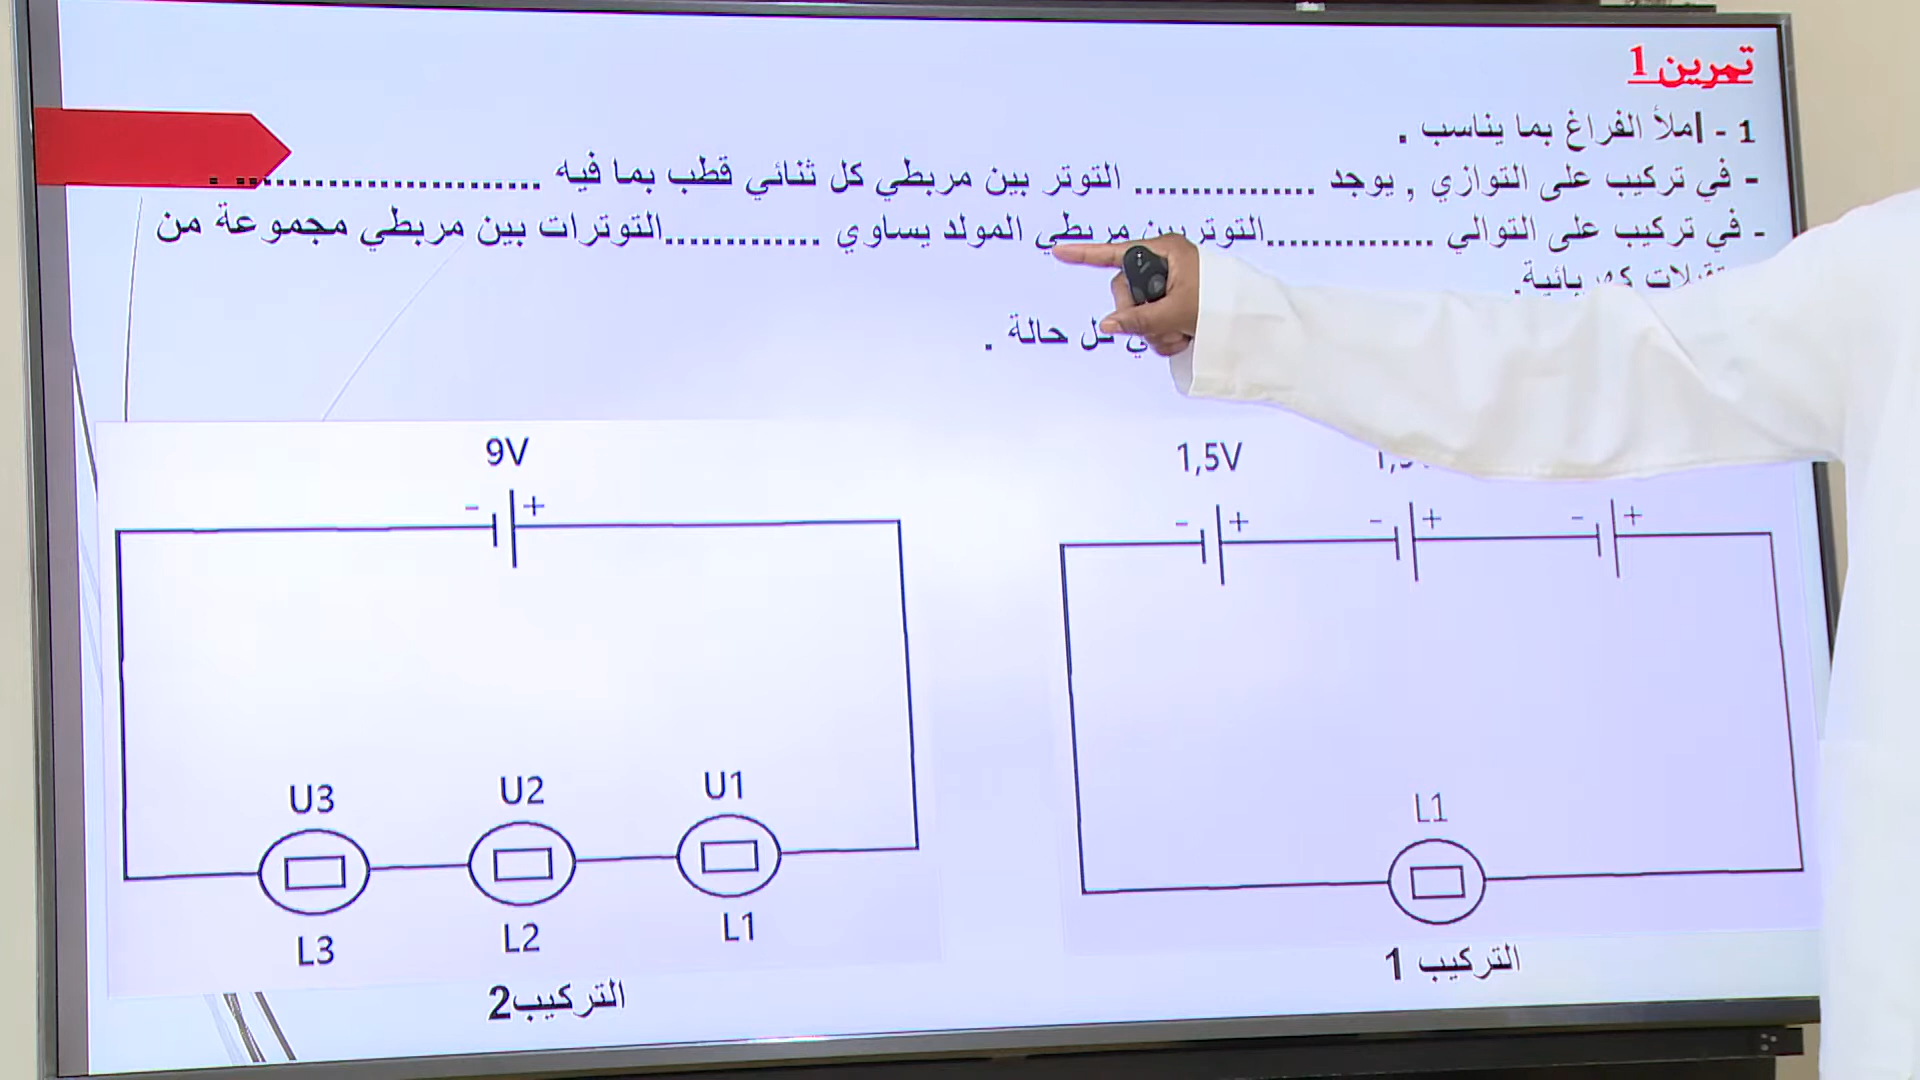 تمرين 1
1 - املأ الفراغ بما يناسب .
- في تركيب على التوازي , يوجد ................ التوتر بين مربطي كل ثنائي قطب بما فيه .......................... .
- في تركيب على التوالي ...............التوتر بين مربطي المولد يساوي ..............التوترات بين مربطي مجموعة من
كهربائية.
كل حالة .
9V
- +
U3 U2 U1
L3 L2 L1
التركيب2
1,5V
- + - + - +
L1
التركيب 1